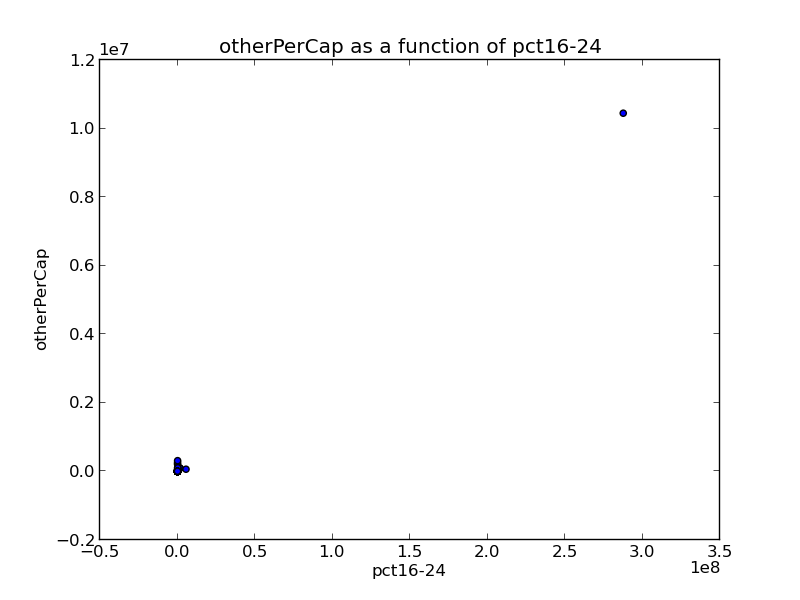 otherPerCap as a function of pct16-24
1e7
1.2
1.0
0.8
0.6
0.4
0.2
0.0
−0.2
otherPerCap
−0.5 0.0 0.5 1.0 1.5 2.0 2.5 3.0 3.5
1e8
pct16-24